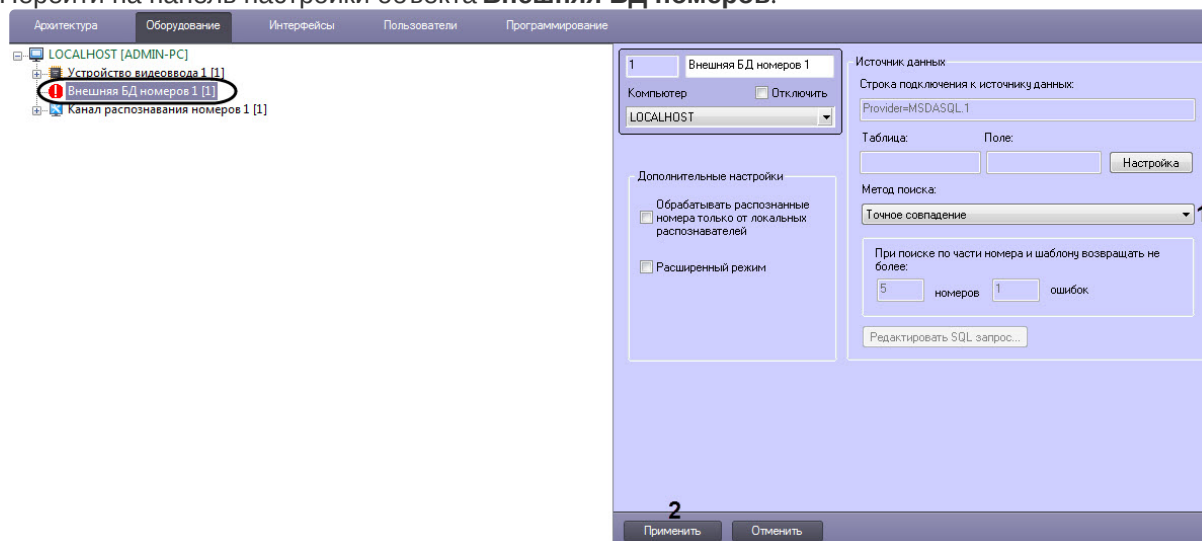 Перейти на панель настройки объекта Внешняя БД номеров.
Архитектура Оборудование Интерфейсы Пользователи Программирование
LOCALHOST [ADMIN-PC]
Устройство видеоввода 1 [1]
Внешняя БД номеров 1 [1]
Канал распознавания номеров 1 [1]
1 Внешняя БД номеров 1
Компьютер Отключить
LOCALHOST
Дополнительные настройки
Обрабатывать распознанные
номера только от локальных
распознавателей
Расширенный режим
Источник данных
Строка подключения к источнику данных:
Provider=MSDASQL.1
Таблица: Поле:
Настройка
Метод поиска:
Точное совпадение
1
При поиске по части номера и шаблону возвращать не
более:
5 номеров 1 ошибок
Редактировать SQL запрос...
2
Применить Отменить